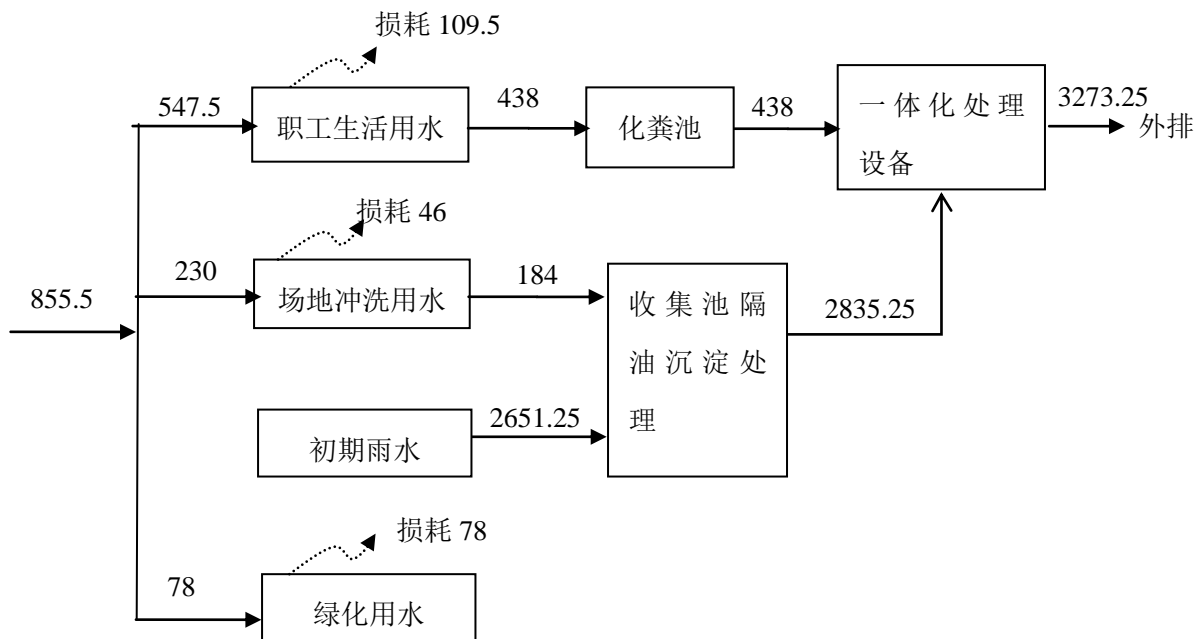 损耗 109.5
547.5
职工生活用水
438
化粪池
438
一体化处理
设备
3273.25
外排
损耗 46
855.5
230
场地冲洗用水
184
收集池隔
油沉淀处
理
2835.25
初期雨水
2651.25
损耗 78
78
绿化用水